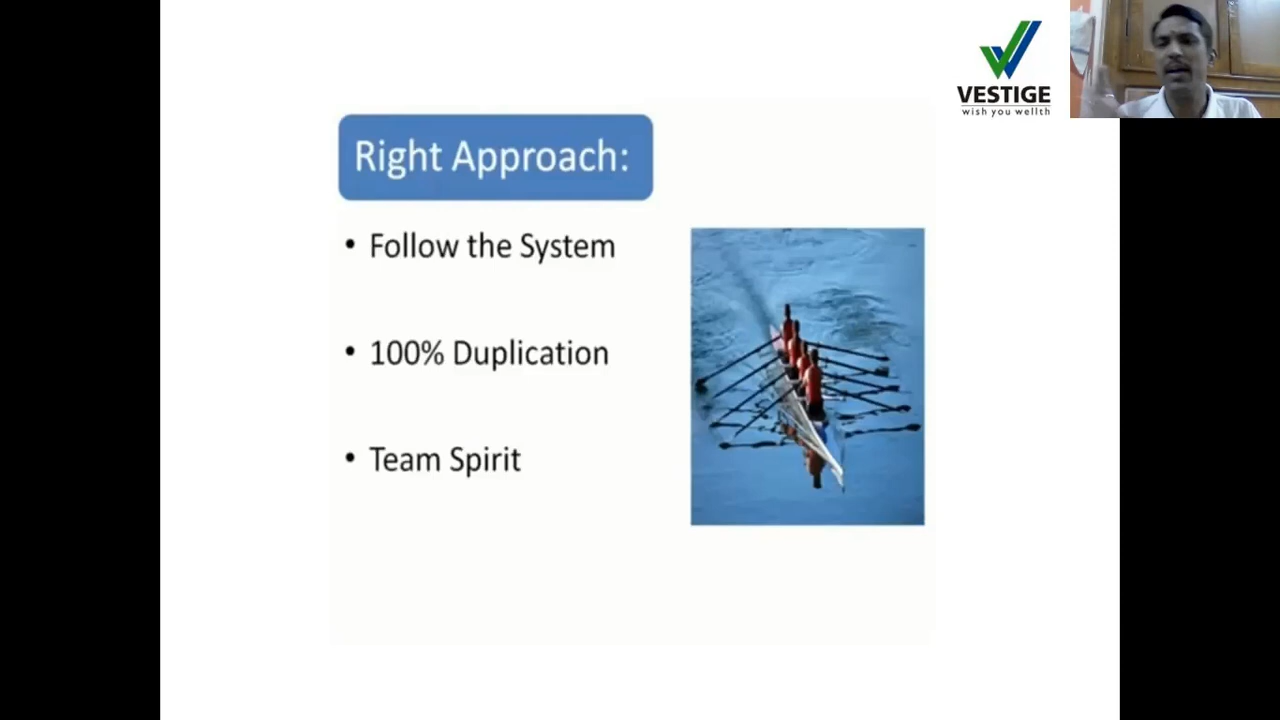 VESTIGE
wish you wellth
Right Approach:
• Follow the System
• 100% Duplication
• Team Spirit